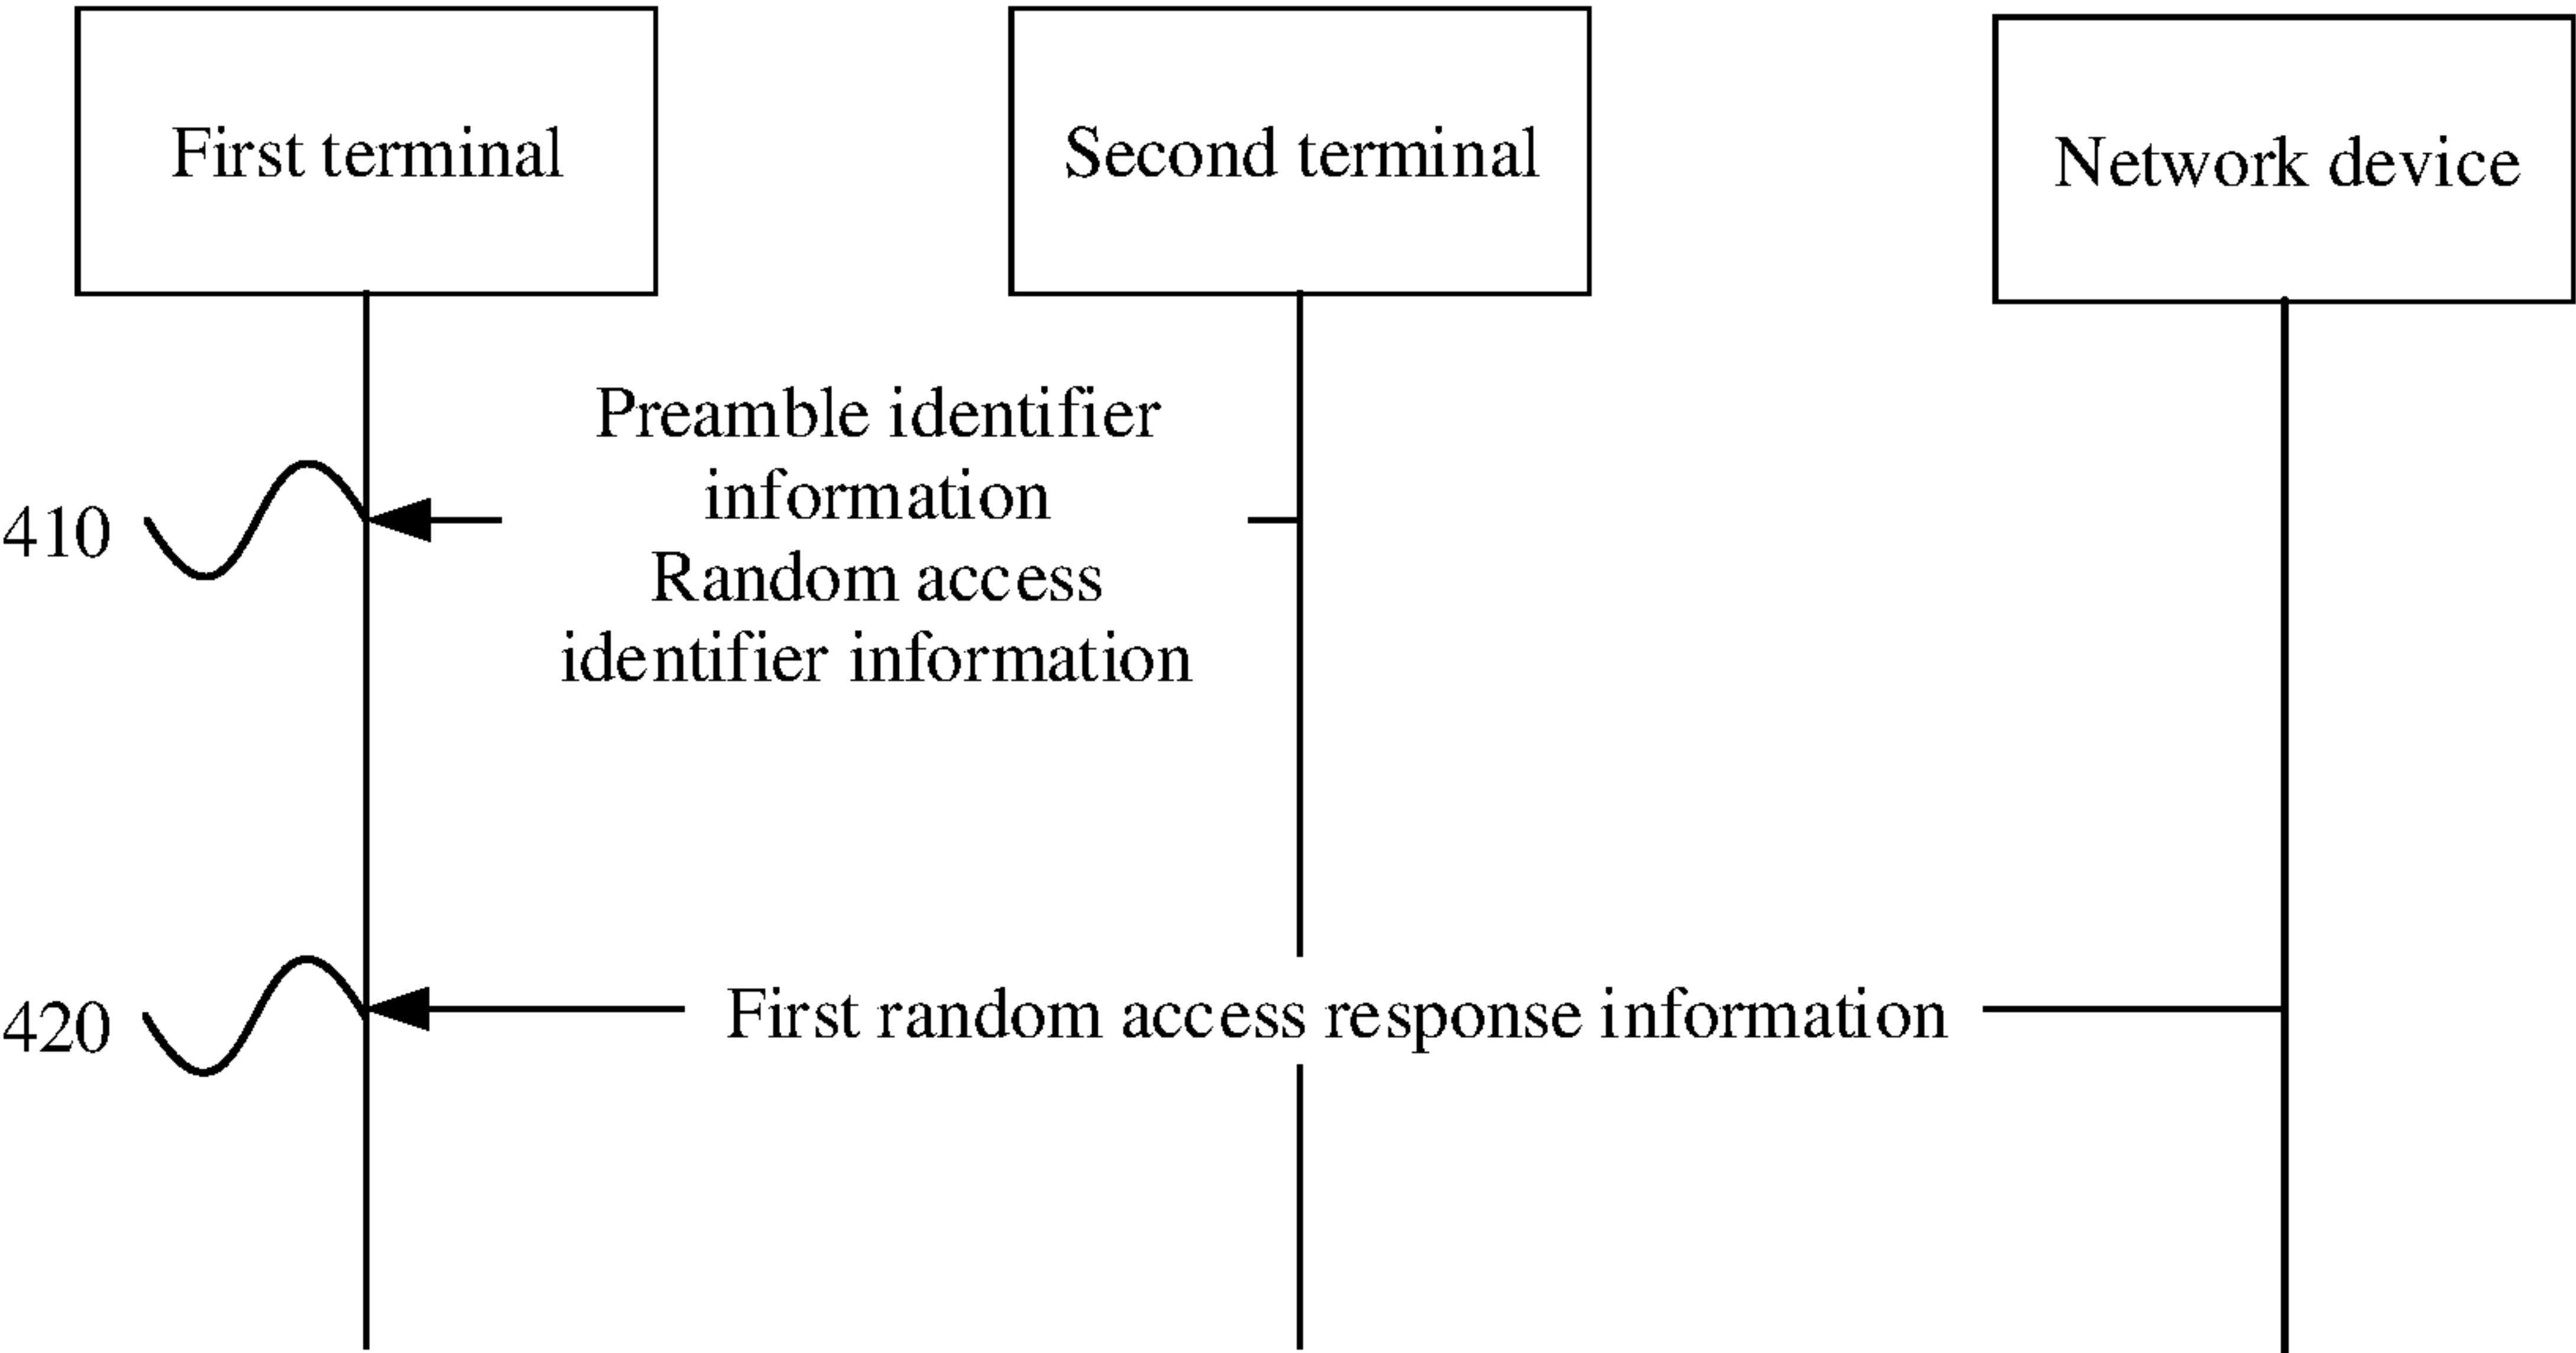 First terminal
Second terminal
Network device
Preamble identifier
information
Random access
identifier information
410
First random access response information
420